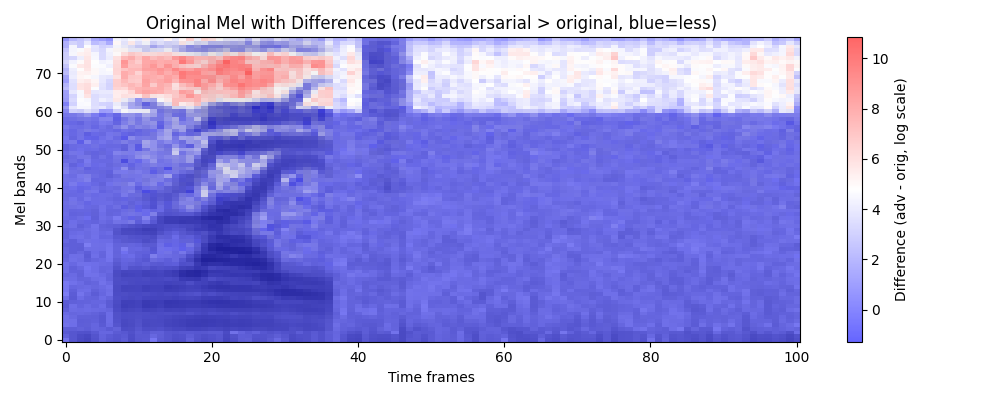 Original Mel with Differences (red=adversarial > original, blue=less)
Mel bands
70
60
50
40
30
20
10
0
0 20 40 60 80 100
Time frames
10
8
6
4
2
0
Difference (adv - orig, log scale)